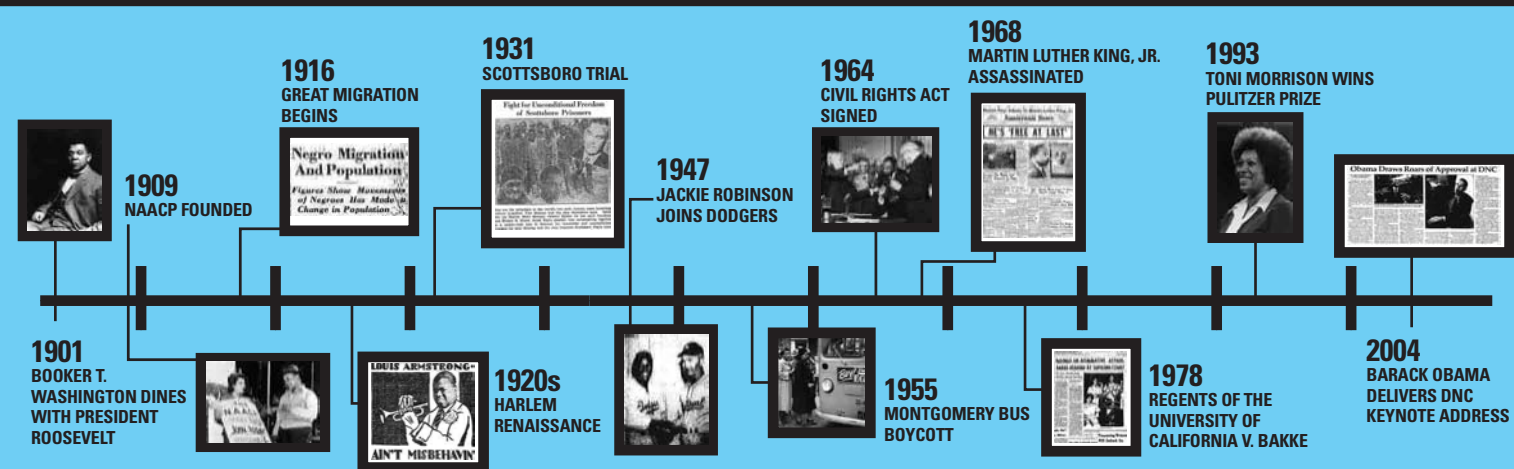 1901
BOOKER T.
WASHINGTON DINES
WITH PRESIDENT
ROOSEVELT
1909
NAACP FOUNDED
1916
GREAT MIGRATION
BEGINS
Negro Migration
And Population
Figures Show Movements
of Negroes Has Made
Change in Population
LOUIS ARMSTRONG
AIN'T MISBEHAVIN'
1920s
HARLEM
RENAISSANCE
1931
SCOTTSBORO TRIAL
Fight for Unconditional Freedom
of Scottsboro Prisoners
1947
JACKIE ROBINSON
JOINS DODGERS
1955
MONTGOMERY BUS
BOYCOTT
1964
CIVIL RIGHTS ACT
SIGNED
1968
MARTIN LUTHER KING, JR.
ASSASSINATED
HE'S 'FREE AT LAST'
1978
REGENTS OF THE
UNIVERSITY OF
CALIFORNIA V. BAKKE
1993
TONI MORRISON WINS
PULITZER PRIZE
Obama Draws Roars of Approval at DNC
2004
BARACK OBAMA
DELIVERS DNC
KEYNOTE ADDRESS